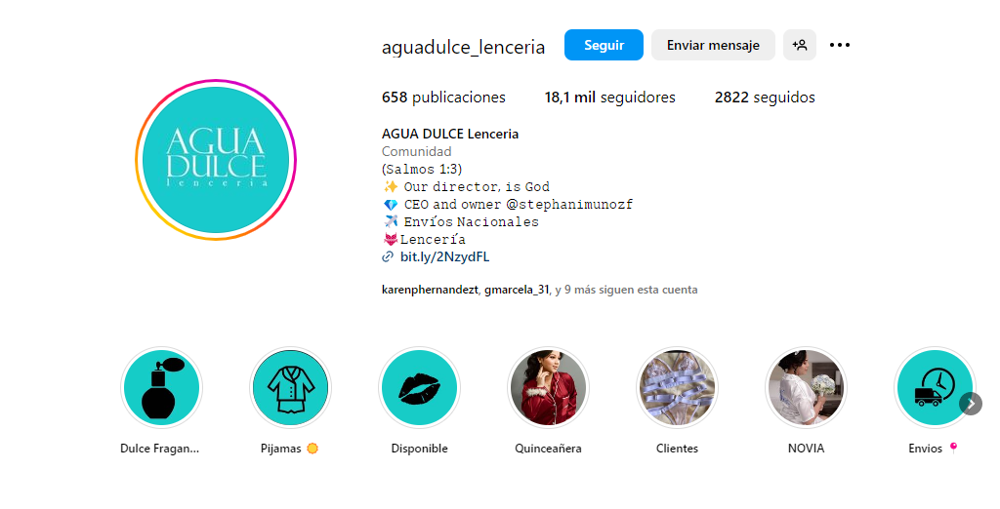 aguadulce_lenceria Seguir Enviar mensaje
658 publicaciones 18,1 mil seguidores 2822 seguidos
AGUA DULCE Lenceria
Comunidad
(Salmos 1:3)
✨ Our director, is God
💎 CEO and owner @stephanimunozf
✈️ Envíos Nacionales
👙Lencería
bit.ly/2NzydFL
karenphernandezt, gmarcela_31, y 9 más siguen esta cuenta
AGUA
DULCE
lenceria
Dulce Fragan... Pijamas 🌞 Disponible Quinceañera Clientes NOVIA Envios 📍